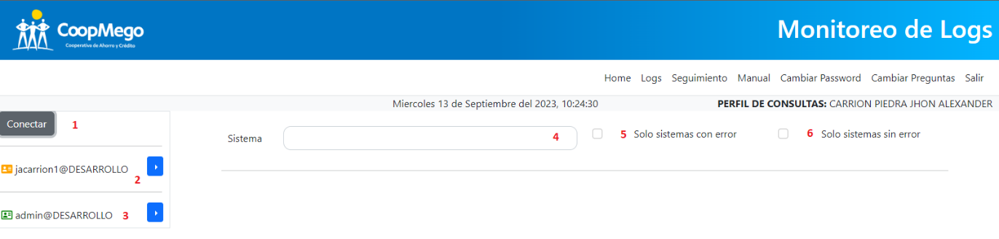 CoopMego
Cooperativa de Ahorro y Crédito
Monitoreo de Logs
Home Logs Seguimiento Manual Cambiar Password Cambiar Preguntas Salir
Miercoles 13 de Septiembre del 2023, 10:24:30 PERFIL DE CONSULTAS: CARRION PIEDRA JHON ALEXANDER
Conectar 1
Sistema 4 5 Solo sistemas con error 6 Solo sistemas sin error
jacarrion1@DESARROLLO
2
admin@DESARROLLO 3